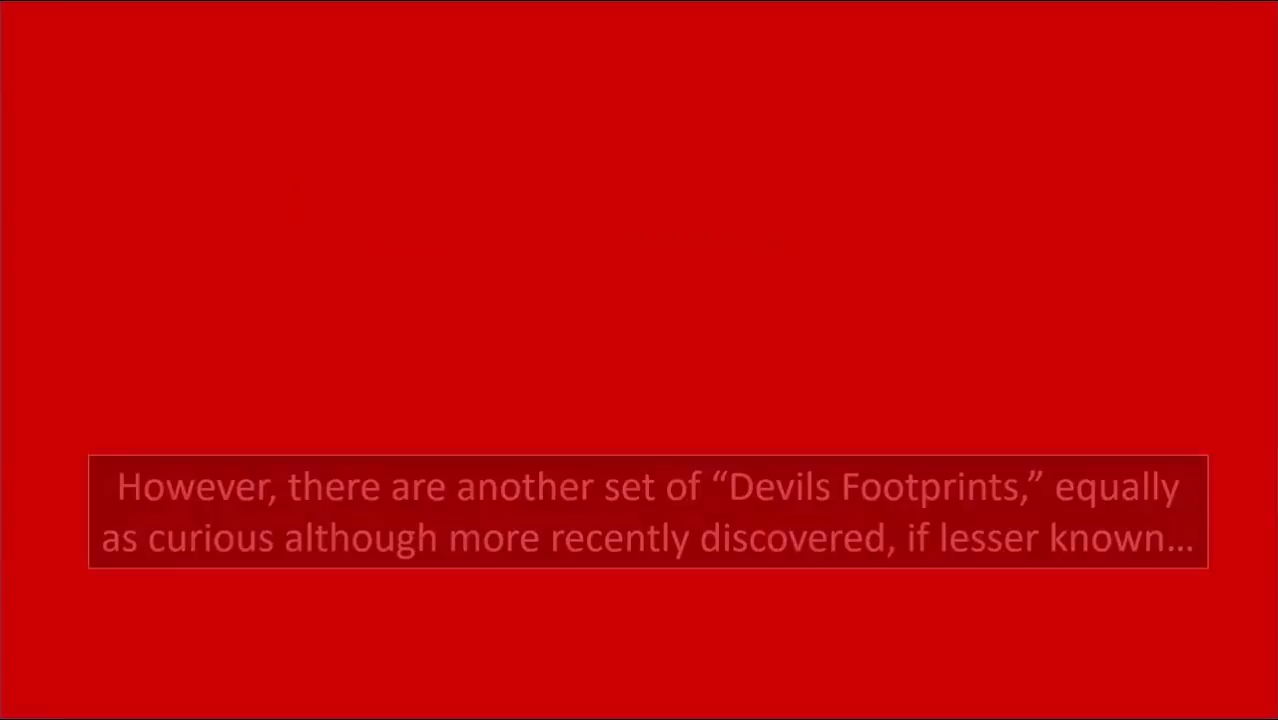 However, there are another set of “Devils Footprints,” equally
as curious although more recently discovered, if lesser known...